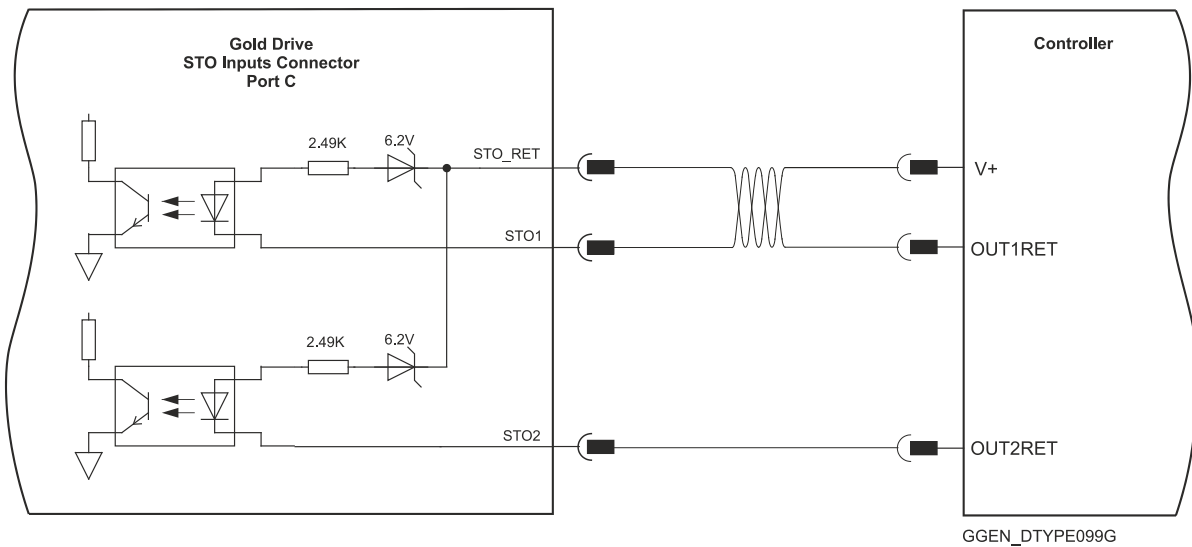 Gold Drive
STO Inputs Connector
Port C
Controller
2.49K
6.2V
STO_RET
V+
STO1
OUT1RET
2.49K
6.2V
STO2
OUT2RET
GGEN_DTYPE099G